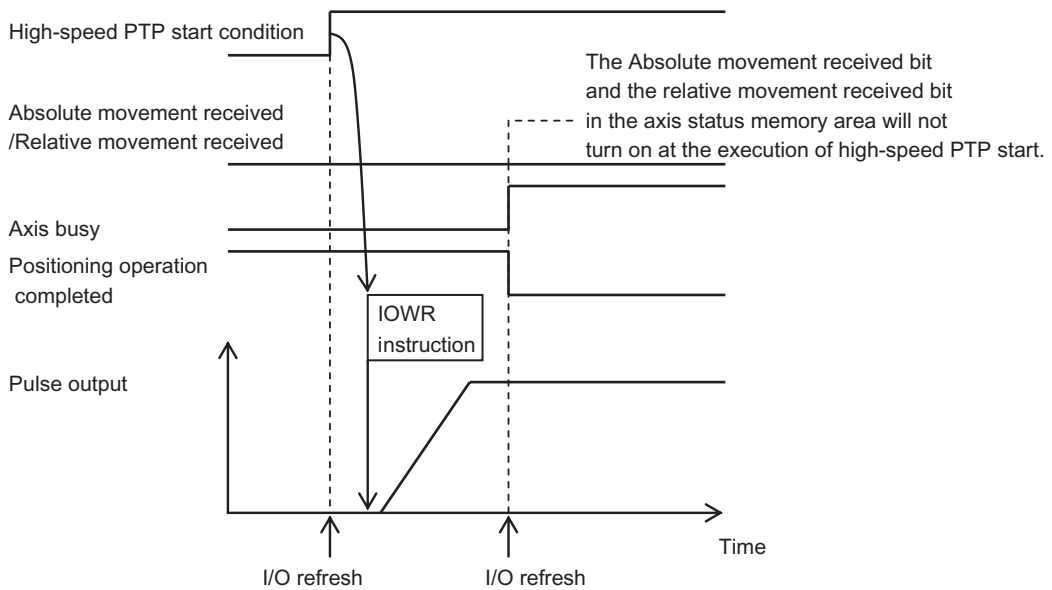 High-speed PTP start condition
The Absolute movement received bit
and the relative movement received bit
in the axis status memory area will not
turn on at the execution of high-speed PTP start.
Absolute movement received
/Relative movement received
Axis busy
Positioning operation
completed
IOWR
instruction
Pulse output
Time
I/O refresh
I/O refresh